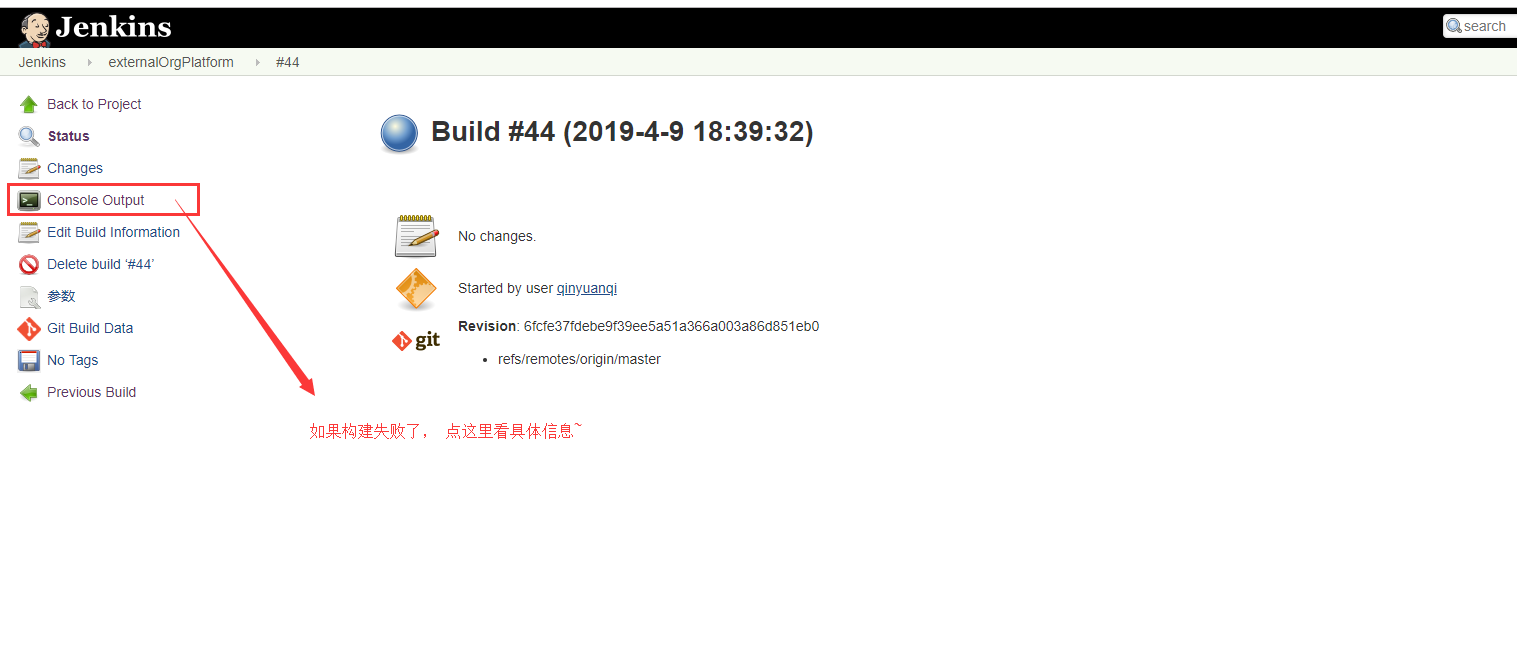 Jenkins
search
Jenkins externalOrgPlatform #44
Back to Project
Status
Changes
Console Output
Edit Build Information
Delete build ‘#44’
参数
Git Build Data
No Tags
Previous Build
Build #44 (2019-4-9 18:39:32)
No changes.
Started by user qinyuanqi
git
Revision: 6fcfe37fdebe9f39ee5a51a366a003a86d851eb0
refs/remotes/origin/master
如果构建失败了， 点这里看具体信息~